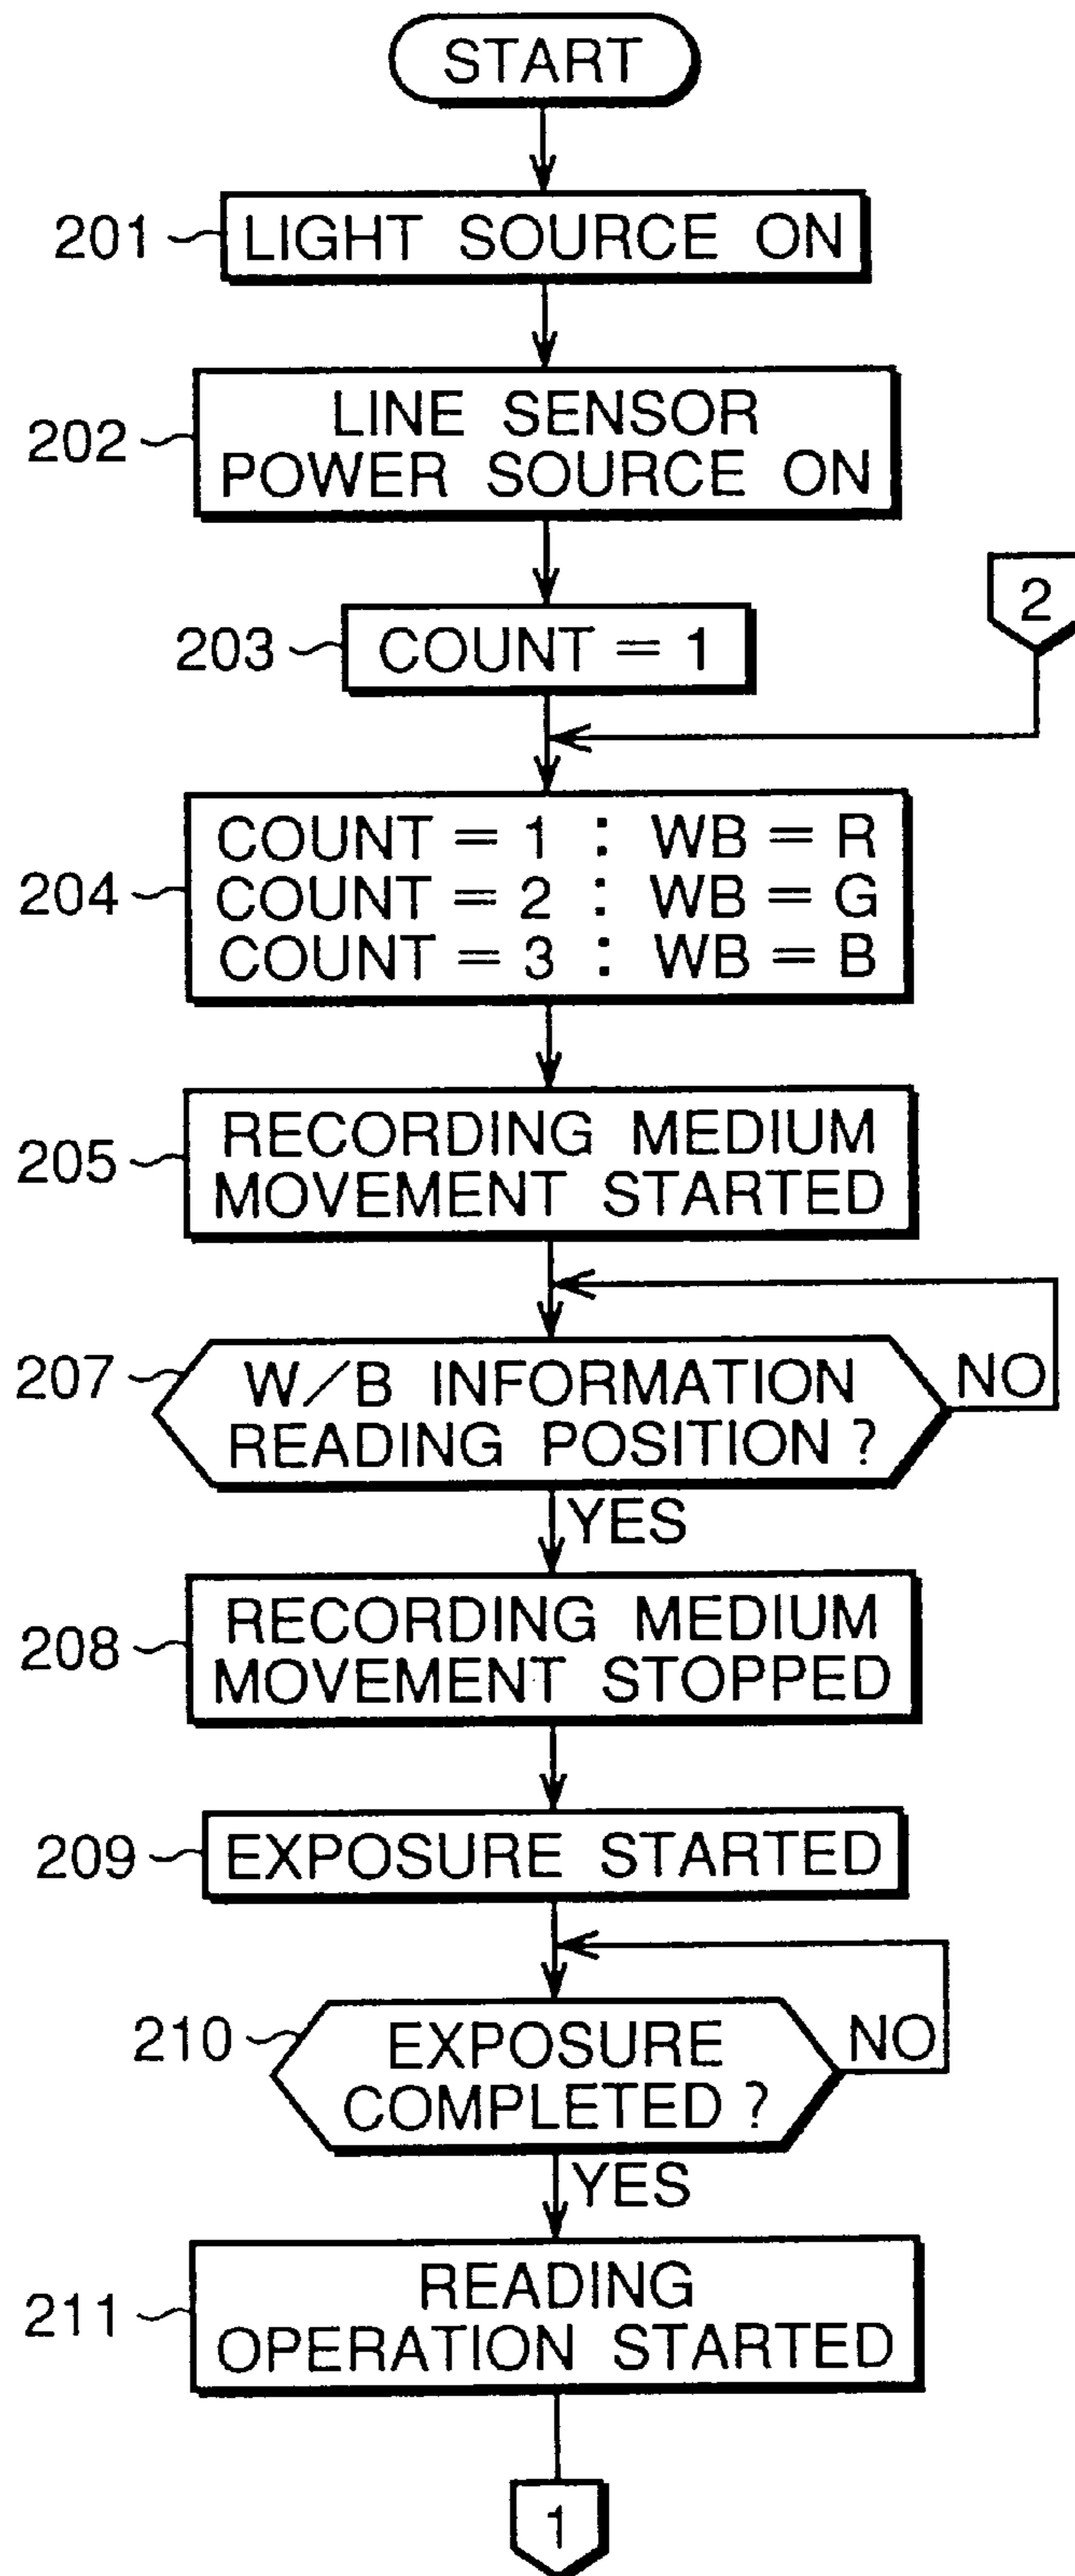 START
201
LIGHT SOURCE ON
202
LINE SENSOR
POWER SOURCE ON
2
203
COUNT = 1
204
COUNT = 1 : WB = R
COUNT = 2 : WB = G
COUNT = 3 : WB = B
205
RECORDING MEDIUM
MOVEMENT STARTED
207
W/B INFORMATION
READING POSITION ?
NO
YES
208
RECORDING MEDIUM
MOVEMENT STOPPED
209
EXPOSURE STARTED
210
EXPOSURE
COMPLETED ?
NO
YES
211
READING
OPERATION STARTED
1